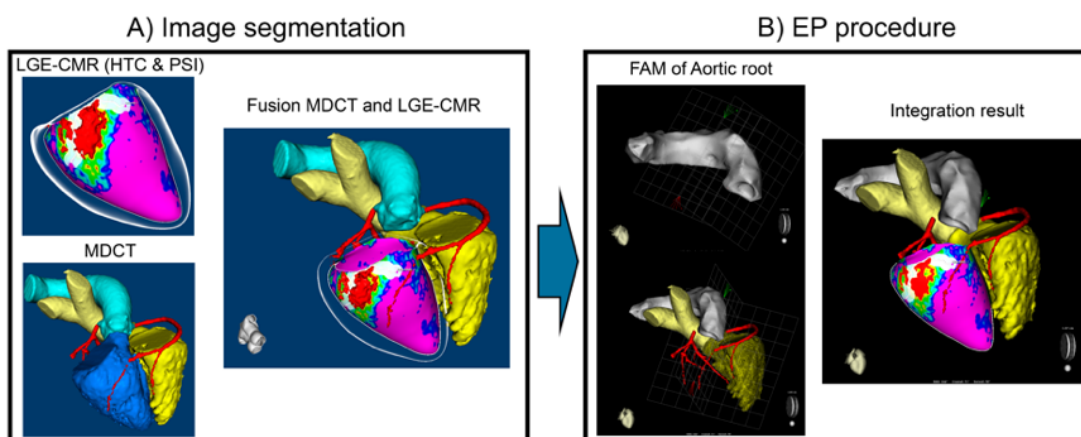 A) Image segmentation
LGE-CMR (HTC & PSI)
Fusion MDCT and LGE-CMR
MDCT
B) EP procedure
FAM of Aortic root
Integration result